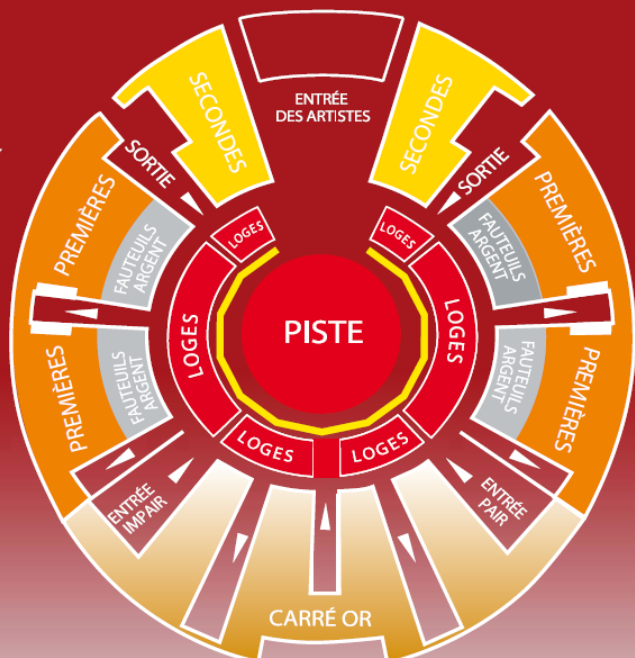 ENTRÉE
DES ARTISTES
SECONDES
SECONDES
SORTIE
SORTIE
PREMIÈRES
FAUTEUILS
ARGENT
LOGES
LOGES
FAUTEUILS
ARGENT
PREMIÈRES
LOGES
PISTE
LOGES
PREMIÈRES
FAUTEUILS
ARGENT
FAUTEUILS
ARGENT
PREMIÈRES
LOGES
LOGES
ENTRÉE
IMPAIR
ENTRÉE
PAIR
CARRÉ OR